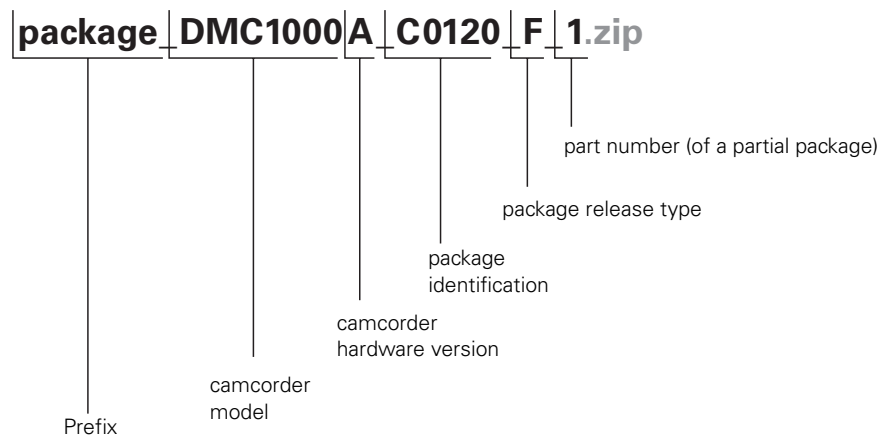 package_DMC1000A_C0120_F_1.zip
part number (of a partial package)
package release type
package
identification
camcorder
hardware version
camcorder
model
Prefix